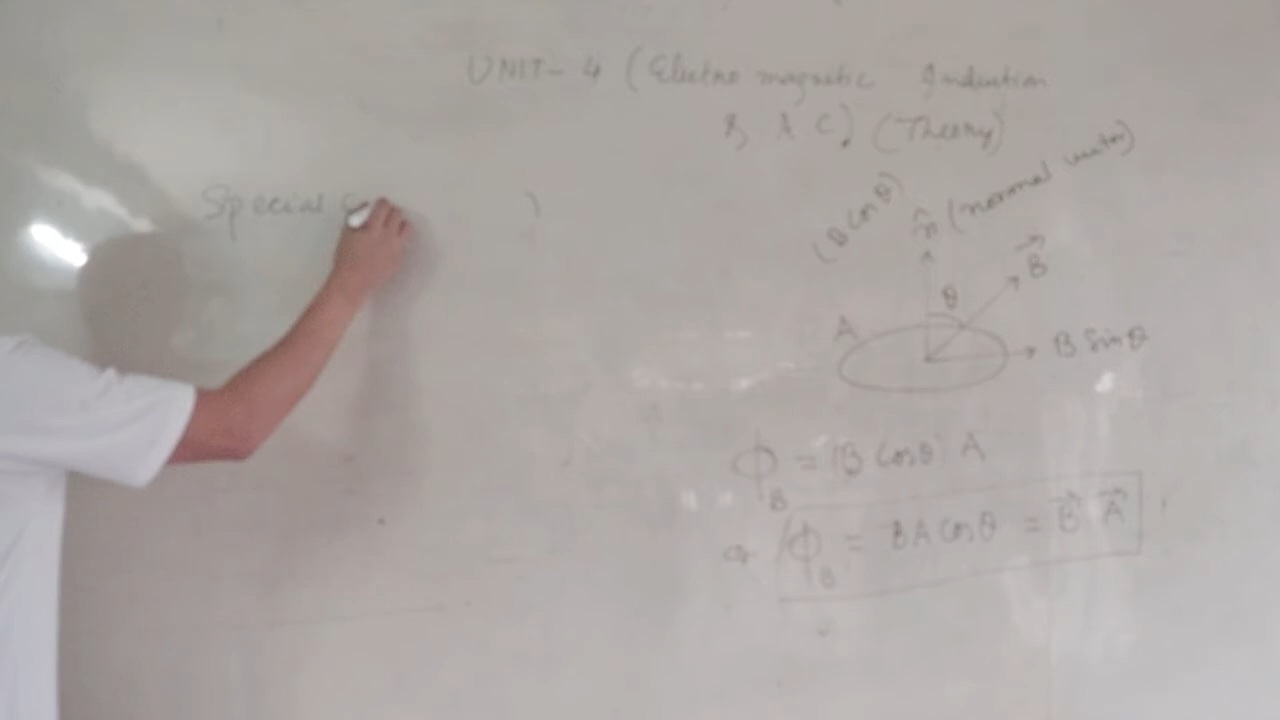 UNIT- 4 (Electro magnetic Induction
& A C) (Theory)
Special
(B Cos θ)
n̂ (normal vector)
B⃗
θ
A
B Sin θ
ϕ_B = (B Cos θ) A
or ϕ_B = BA Cos θ = B⃗ A⃗